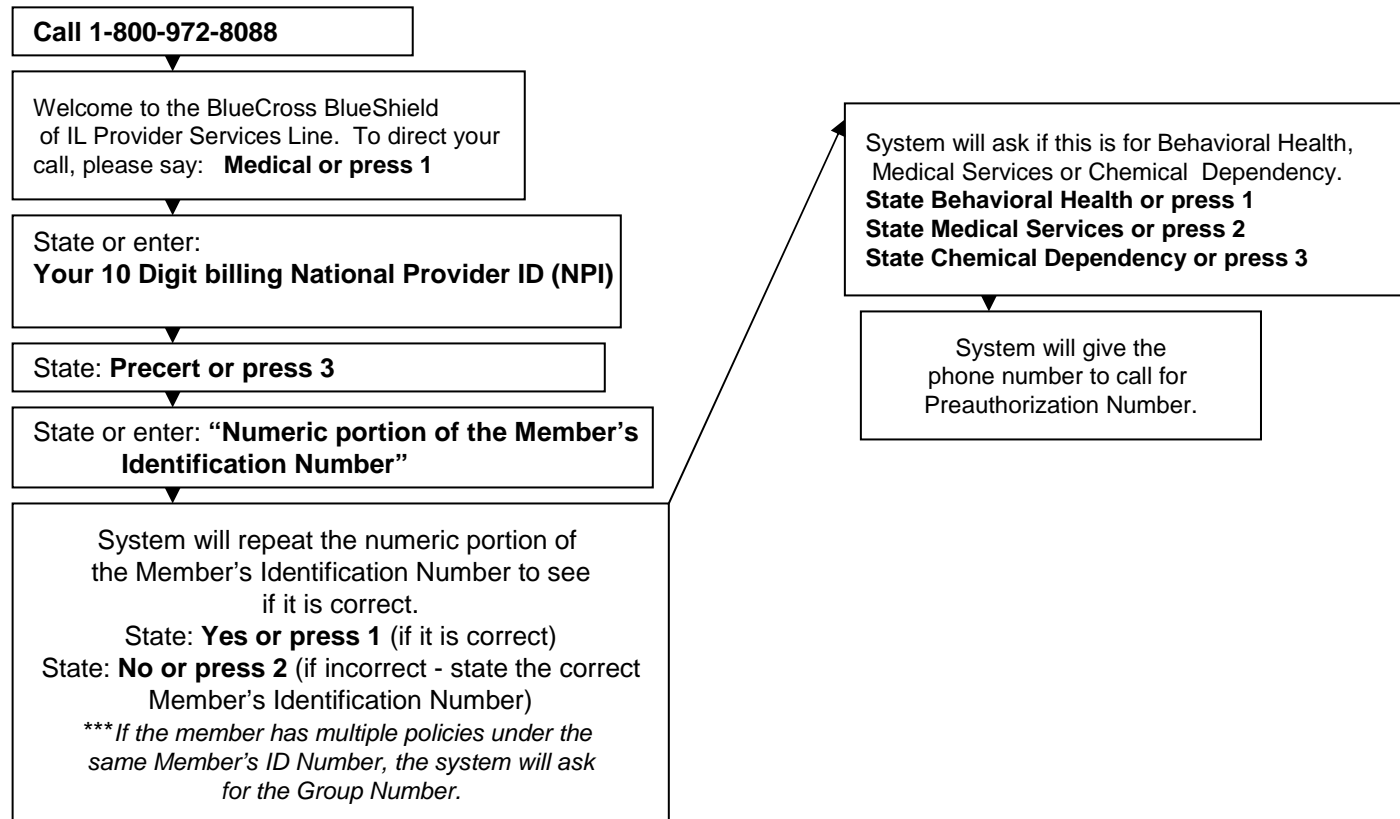 Call 1-800-972-8088
Welcome to the BlueCross BlueShield
of IL Provider Services Line. To direct your
call, please say: Medical or press 1
State or enter:
Your 10 Digit billing National Provider ID (NPI)
State: Precert or press 3
State or enter: “Numeric portion of the Member’s
Identification Number”
System will repeat the numeric portion of
the Member’s Identification Number to see
if it is correct.
State: Yes or press 1 (if it is correct)
State: No or press 2 (if incorrect - state the correct
Member’s Identification Number)
***If the member has multiple policies under the
same Member’s ID Number, the system will ask
for the Group Number.
System will ask if this is for Behavioral Health,
Medical Services or Chemical Dependency.
State Behavioral Health or press 1
State Medical Services or press 2
State Chemical Dependency or press 3
System will give the
phone number to call for
Preauthorization Number.